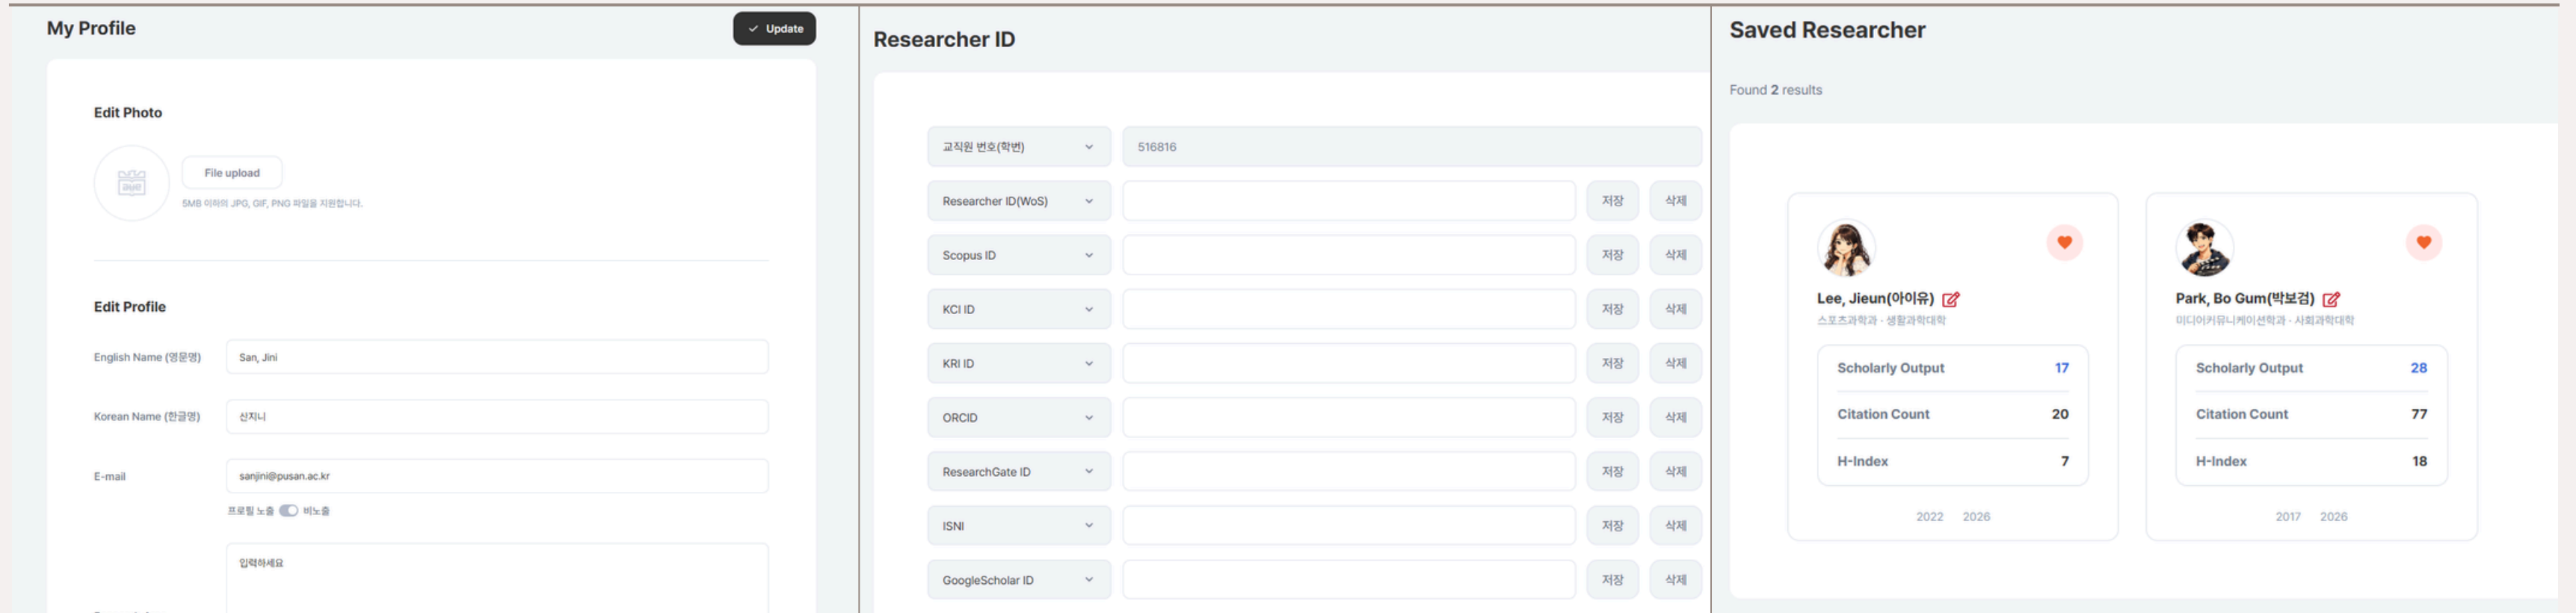 My Profile
Update
Edit Photo
File upload
5MB 이하의 JPG, GIF, PNG 파일을 지원합니다.
Edit Profile
English Name (영문명)
San, Jini
Korean Name (한글명)
산지니
E-mail
sanjini@pusan.ac.kr
프로필 노출 비노출
입력하세요
Researcher ID
교직원 번호(학번)
516816
Researcher ID(WoS)
저장 삭제
Scopus ID
저장 삭제
KCI ID
저장 삭제
KRI ID
저장 삭제
ORCID
저장 삭제
ResearchGate ID
저장 삭제
ISNI
저장 삭제
GoogleScholar ID
저장 삭제
Saved Researcher
Found 2 results
Lee, Jieun(아이유)
스포츠과학과 · 생활과학대학
Scholarly Output 17
Citation Count 20
H-Index 7
2022 2026
Park, Bo Gum(박보검)
미디어커뮤니케이션학과 · 사회과학대학
Scholarly Output 28
Citation Count 77
H-Index 18
2017 2026